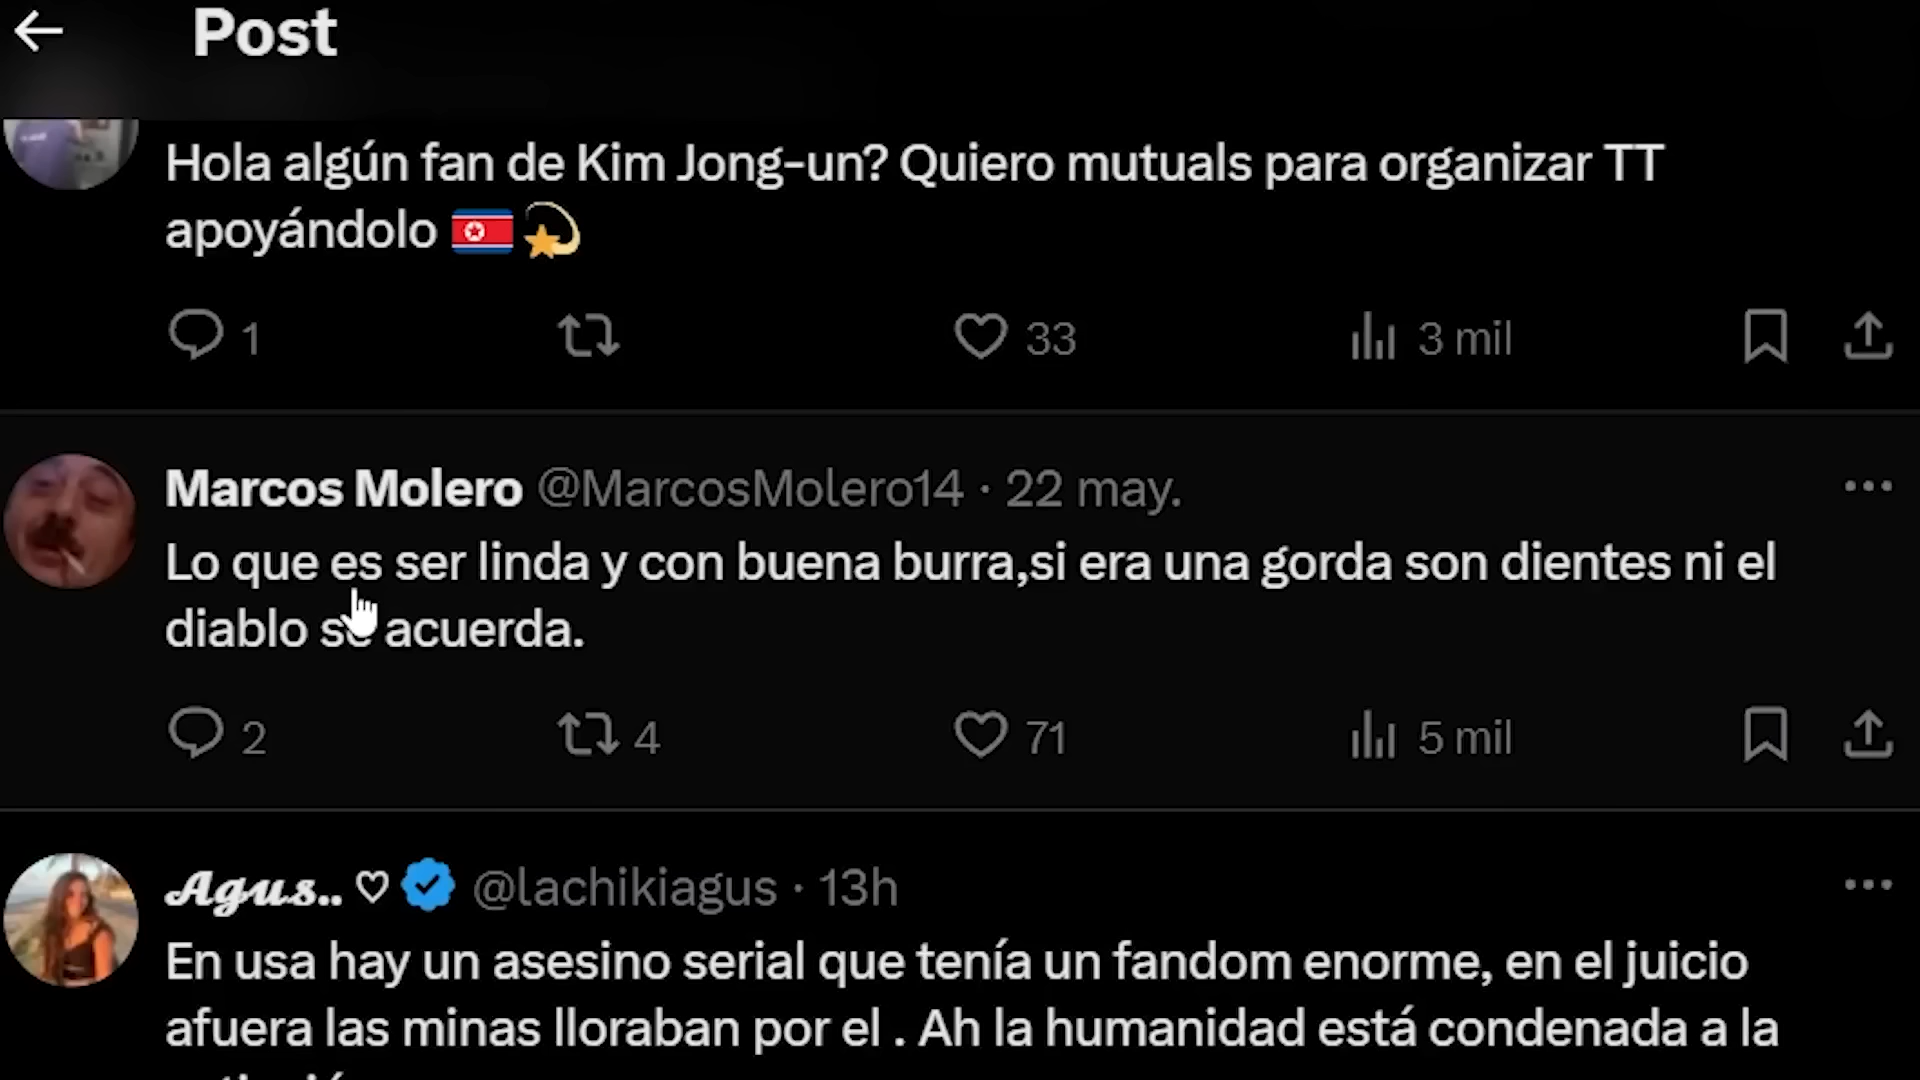 Post
Hola algún fan de Kim Jong-un? Quiero mutuals para organizar TT
apoyándolo 🇰🇵 💫
1 33 3 mil
Marcos Molero @MarcosMolero14 · 22 may.
Lo que es ser linda y con buena burra,si era una gorda son dientes ni el
diablo se acuerda.
2 4 71 5 mil
Agus.. ♡ @lachikiagus · 13h
En usa hay un asesino serial que tenía un fandom enorme, en el juicio
afuera las minas lloraban por el . Ah la humanidad está condenada a la